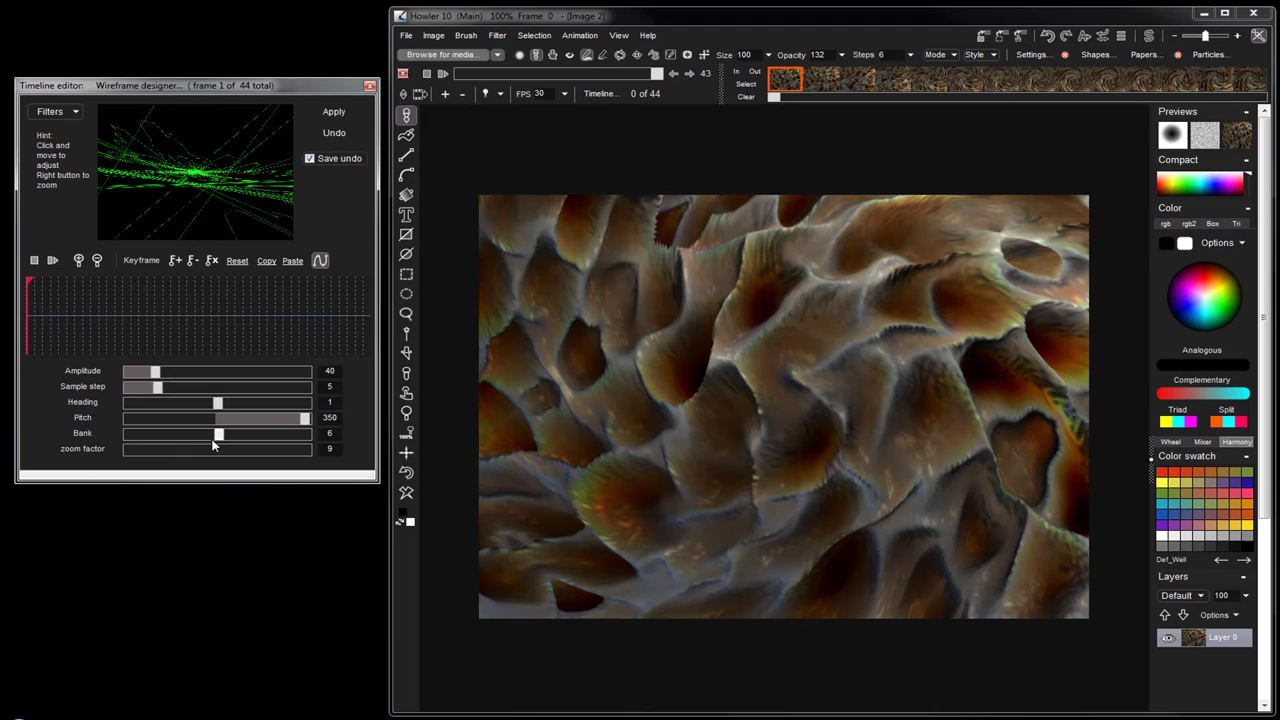 Howler 10 (Main) 100% Frame 0 - [Image 2]
File Image Brush Filter Selection Animation View Help
Browse for media... Size 100 Opacity 132 Steps 6 Mode Style Settings... Shapes... Papers... Particles...
43 In Out
Select
Clear
FPS 30 Timeline... 0 of 44
Timeline editor: Wireframe designer... ( frame 1 of 44 total)
Filters
Hint:
Click and
move to
adjust
Right button to
zoom
Apply
Undo
Save undo
Keyframe Reset Copy Paste
Amplitude 40
Sample step 5
Heading 1
Pitch 350
Bank 6
zoom factor 9
100%
Previews
Compact
Color
rgb rgb2 Box Tri
Options
Analogous
Complementary
Triad Split
Wheel Mixer Harmony
Color swatch
Def_Well
Layers
Default 100
Options
Layer 0